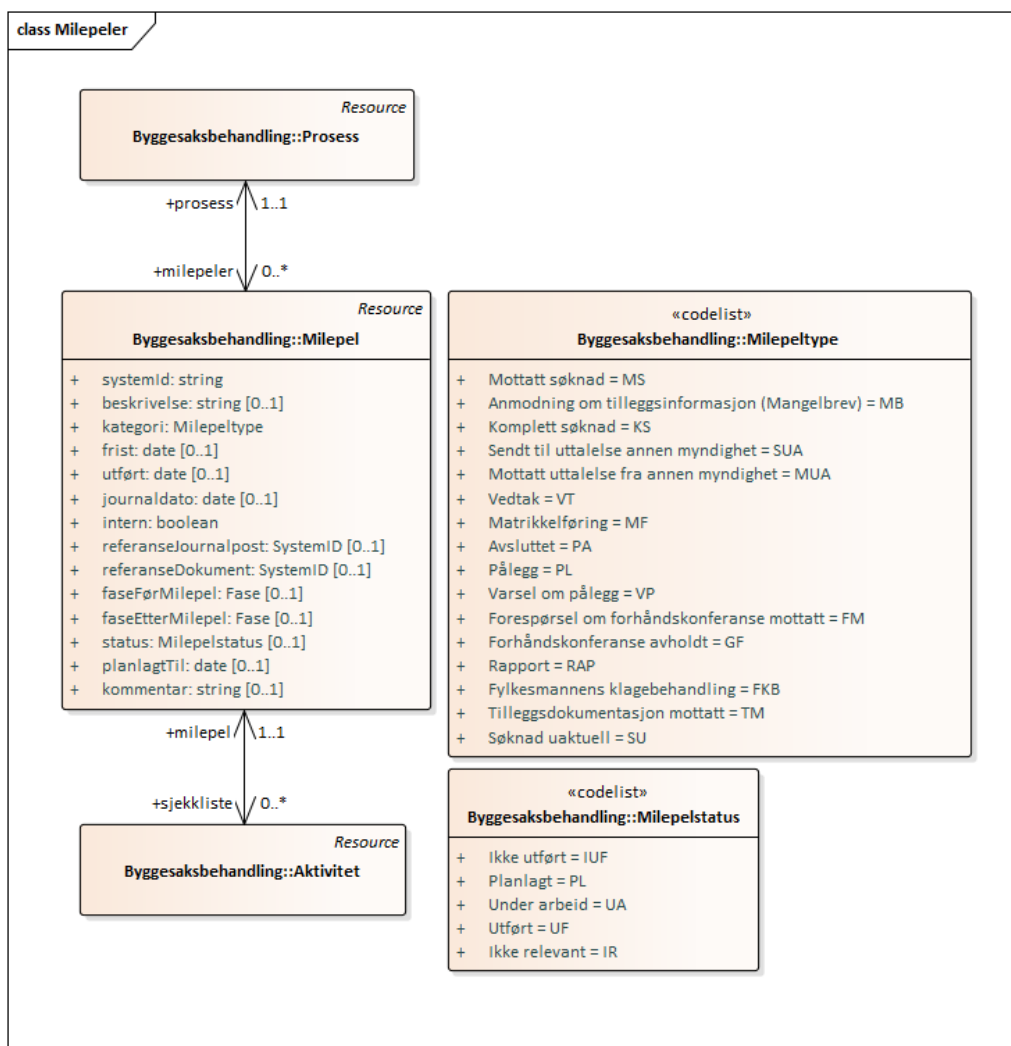 class Milepeler
Resource
Byggesaksbehandling::Prosess
+prosess 1..1
+milepeler 0..*
Resource
Byggesaksbehandling::Milepel
+ systemId: string
+ beskrivelse: string [0..1]
+ kategori: Milepeltype
+ frist: date [0..1]
+ utført: date [0..1]
+ journaldato: date [0..1]
+ intern: boolean
+ referanseJournalpost: SystemID [0..1]
+ referanseDokument: SystemID [0..1]
+ faseFørMilepel: Fase [0..1]
+ faseEtterMilepel: Fase [0..1]
+ status: Milepelstatus [0..1]
+ planlagtTil: date [0..1]
+ kommentar: string [0..1]
«codelist»
Byggesaksbehandling::Milepeltype
+ Mottatt søknad = MS
+ Anmodning om tilleggsinformasjon (Mangelbrev) = MB
+ Komplett søknad = KS
+ Sendt til uttalelse annen myndighet = SUA
+ Mottatt uttalelse fra annen myndighet = MUA
+ Vedtak = VT
+ Matrikkelføring = MF
+ Avsluttet = PA
+ Pålegg = PL
+ Varsel om pålegg = VP
+ Forespørsel om forhåndskonferanse mottatt = FM
+ Forhåndskonferanse avholdt = GF
+ Rapport = RAP
+ Fylkesmannens klagebehandling = FKB
+ Tilleggsdokumentasjon mottatt = TM
+ Søknad uaktuell = SU
+milepel 1..1
+sjekkliste 0..*
Resource
Byggesaksbehandling::Aktivitet
«codelist»
Byggesaksbehandling::Milepelstatus
+ Ikke utført = IUF
+ Planlagt = PL
+ Under arbeid = UA
+ Utført = UF
+ Ikke relevant = IR